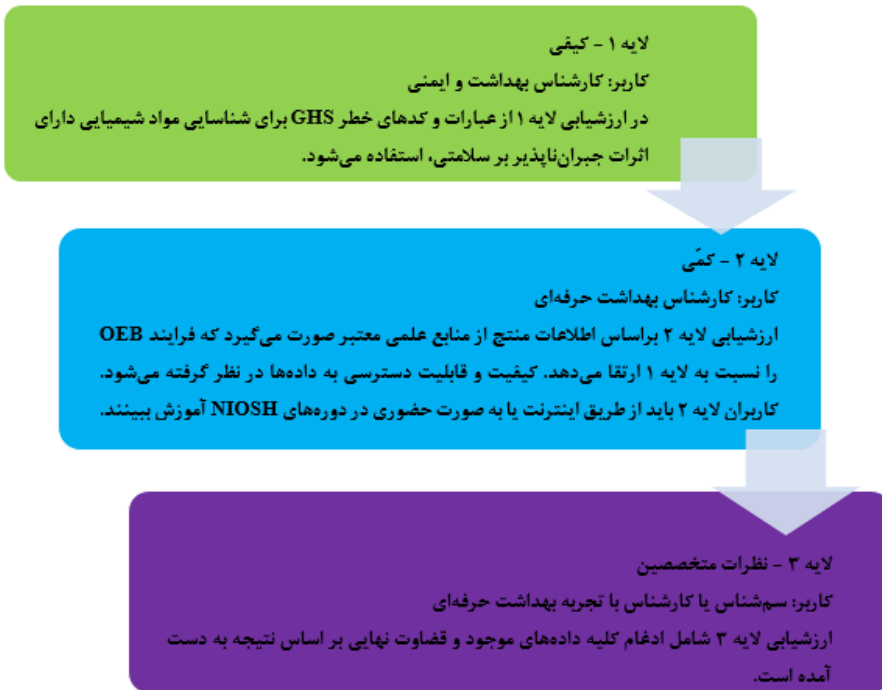 لایه ۱ - کیفی
کاربر: کارشناس بهداشت و ایمنی
در ارزشیابی لایه ۱ از عبارات و کدهای خطر GHS برای شناسایی مواد شیمیایی دارای
اثرات جبران‌ناپذیر بر سلامتی، استفاده می‌شود.
لایه ۲ - کمّی
کاربر: کارشناس بهداشت حرفه‌ای
ارزشیابی لایه ۲ براساس اطلاعات منتج از منابع علمی معتبر صورت می‌گیرد که فرایند OEB
را نسبت به لایه ۱ ارتقا می‌دهد. کیفیت و قابلیت دسترسی به داده‌ها در نظر گرفته می‌شود.
کاربران لایه ۲ باید از طریق اینترنت یا به صورت حضوری در دوره‌های NIOSH آموزش ببینند.
لایه ۳ - نظرات متخصصین
کاربر: سم‌شناس یا کارشناس با تجربه بهداشت حرفه‌ای
ارزشیابی لایه ۳ شامل ادغام کلیه داده‌های موجود و قضاوت نهایی بر اساس نتیجه به دست
آمده است.